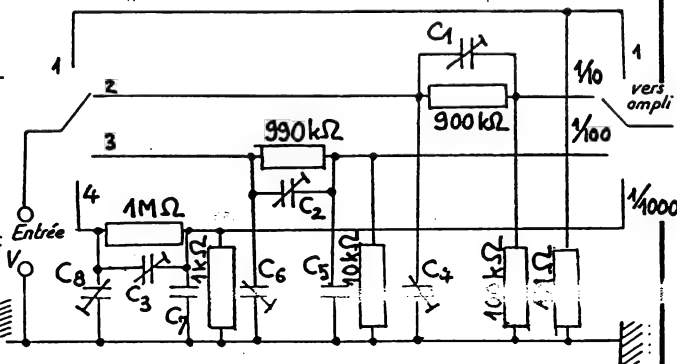 C1
1
1
2
1/10
vers
ampli
990kΩ
900kΩ
1/100
3
C2
4
1MΩ
1/1000
Entrée
V
C8
C3
C7
1kΩ
C6
C5
10kΩ
C4
100kΩ